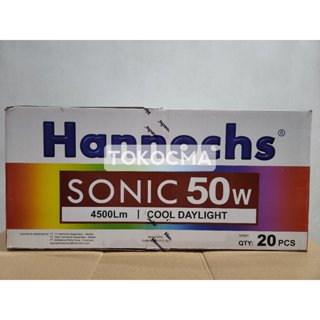 Hannochs®
TOKOCMA
SONIC 50W
4500Lm | COOL DAYLIGHT
QTY: 20 PCS